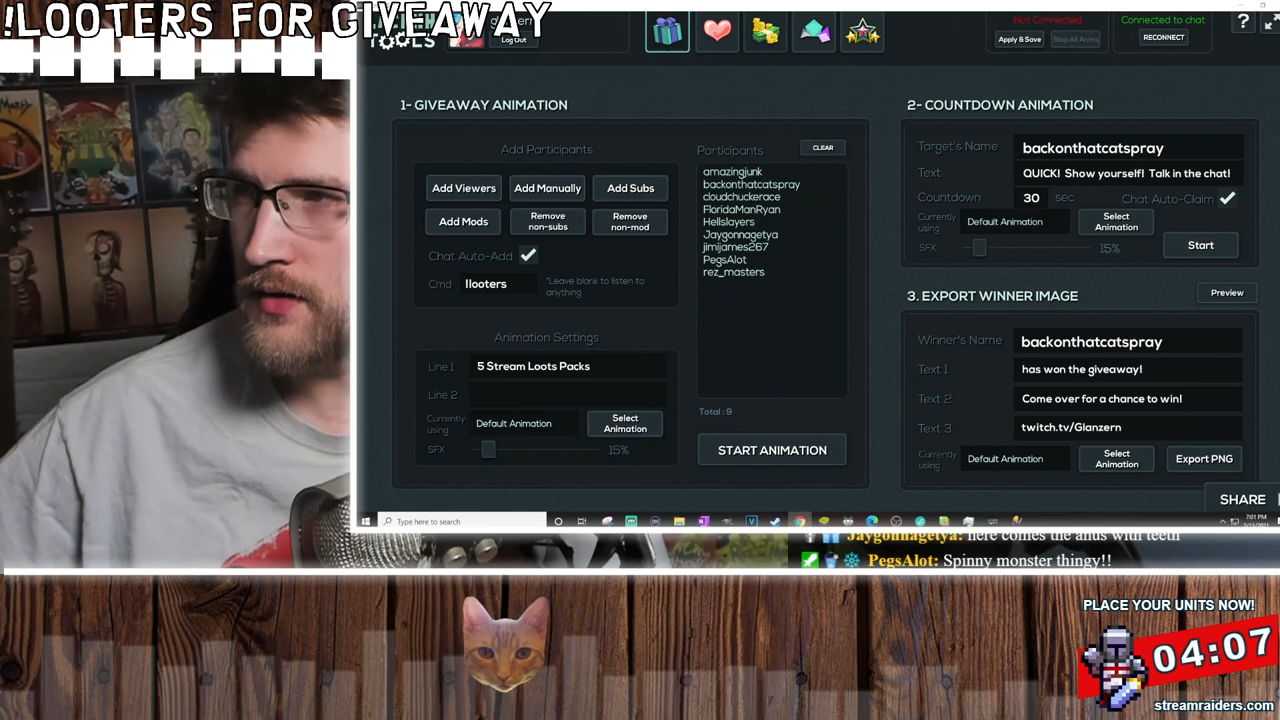 !LOOTERS FOR GIVEAWAY
TOOLS
Log Out
Not Connected
Apply & Save
Stop All Anims
Connected to chat
RECONNECT
?
1- GIVEAWAY ANIMATION
Add Participants
Add Viewers
Add Manually
Add Subs
Add Mods
Remove
non-subs
Remove
non-mod
Chat Auto-Add
Cmd
!looters
*Leave blank to listen to
anything
Participants
CLEAR
amazingjunk
backonthatcatspray
cloudchuckerace
FloridaManRyan
Hellslayers
Jaygonnagetya
jimijames267
PegsAlot
rez_masters
Total : 9
START ANIMATION
Animation Settings
Line 1
5 Stream Loots Packs
Line 2
Currently
using
Default Animation
Select
Animation
SFX
15%
2- COUNTDOWN ANIMATION
Target's Name
backonthatcatspray
Text
QUICK! Show yourself! Talk in the chat!
Countdown
30
sec
Chat Auto-Claim
Currently
using
Default Animation
Select
Animation
SFX
15%
Start
3. EXPORT WINNER IMAGE
Preview
Winner's Name
backonthatcatspray
Text 1
has won the giveaway!
Text 2
Come over for a chance to win!
Text 3
twitch.tv/Glanzern
Currently
using
Default Animation
Select
Animation
Export PNG
SHARE
Type here to search
7:01 PM
Jaygonnagetya: here comes the anus with teeth
PegsAlot: Spinny monster thingy!!
PLACE YOUR UNITS NOW!
04:07
streamraiders.com